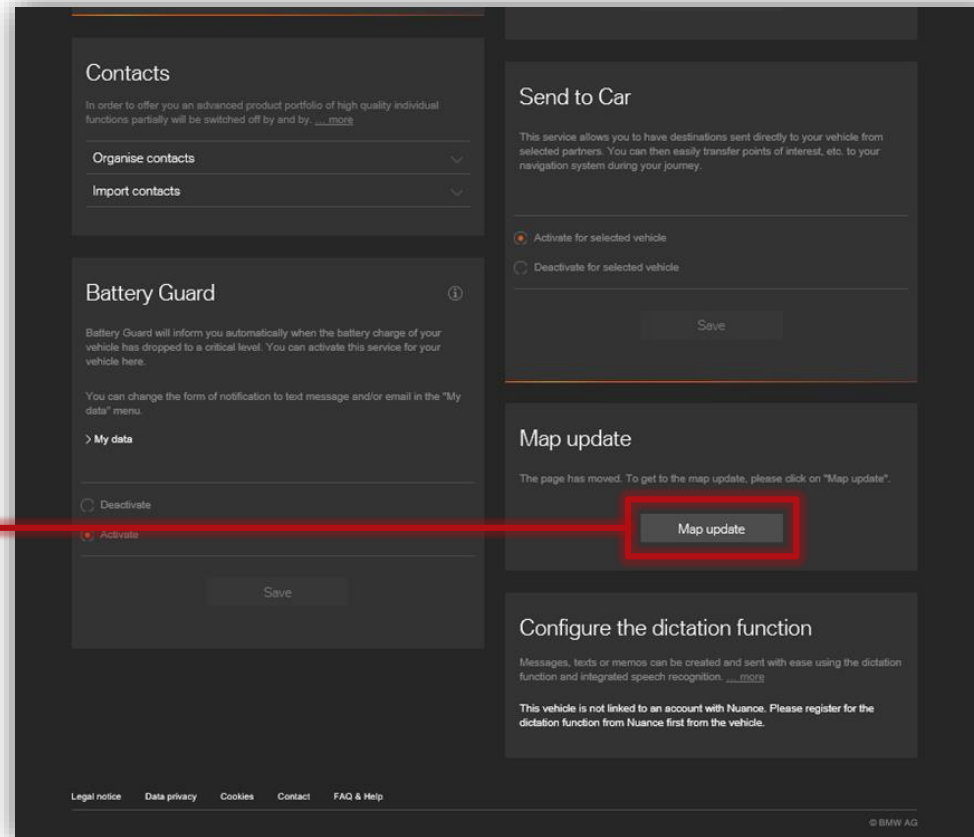 Contacts
In order to offer you an advanced product portfolio of high quality individual
functions partially will be switched off by and by. ... more
Organise contacts
Import contacts
Battery Guard
Battery Guard will inform you automatically when the battery charge of your
vehicle has dropped to a critical level. You can activate this service for your
vehicle here.
You can change the form of notification to text message and/or email in the "My
data" menu.
> My data
Deactivate
Activate
Save
Send to Car
This service allows you to have destinations sent directly to your vehicle from
selected partners. You can then easily transfer points of interest, etc. to your
navigation system during your journey.
Activate for selected vehicle
Deactivate for selected vehicle
Save
Map update
The page has moved. To get to the map update, please click on "Map update".
Map update
Configure the dictation function
Messages, texts or memos can be created and sent with ease using the dictation
function and integrated speech recognition. ... more
This vehicle is not linked to an account with Nuance. Please register for the
dictation function from Nuance first from the vehicle.
Legal notice Data privacy Cookies Contact FAQ & Help
© BMW AG